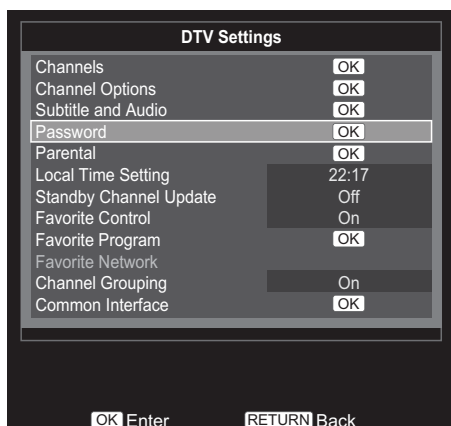 DTV Settings
Channels OK
Channel Options OK
Subtitle and Audio OK
Password OK
Parental OK
Local Time Setting 22:17
Standby Channel Update Off
Favorite Control On
Favorite Program OK
Favorite Network
Channel Grouping On
Common Interface OK
OK Enter RETURN Back